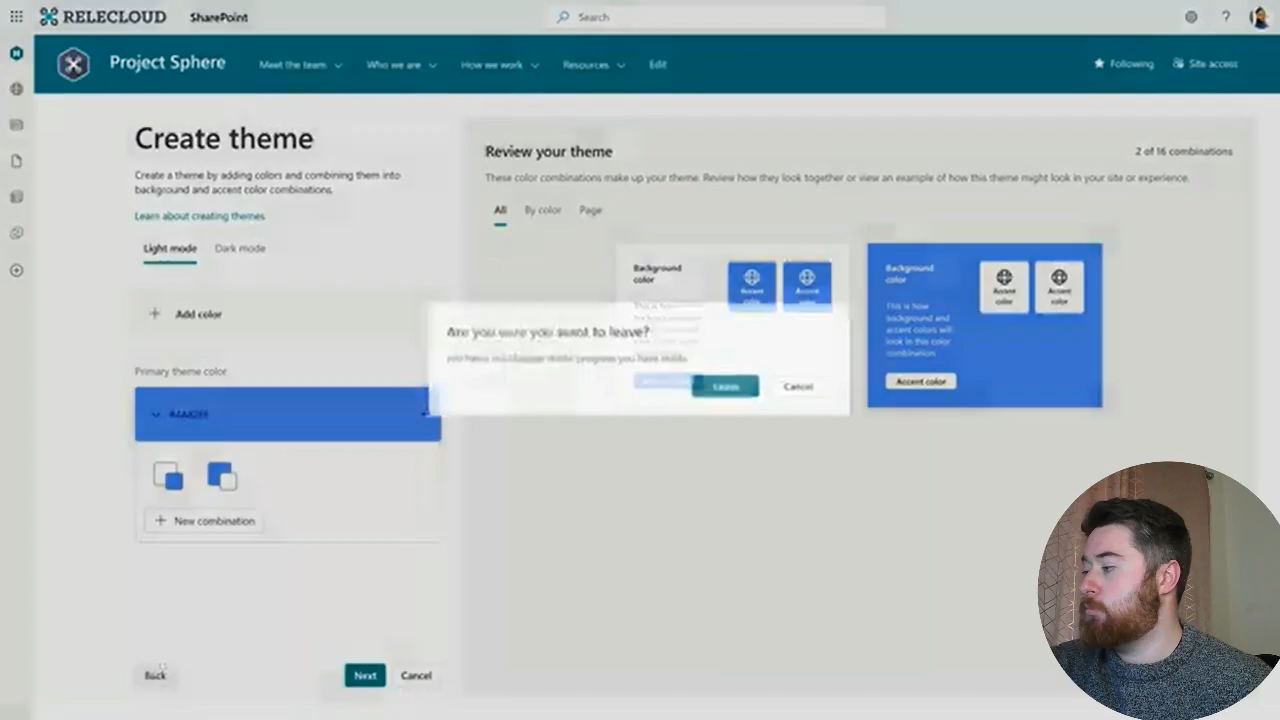 RELECLOUD
SharePoint
Search
Project Sphere
Meet the team
Who we are
How we work
Resources
Edit
Following
Site access
Create theme
Create a theme by adding colors and combining them into
background and accent color combinations.
Learn about creating themes
Light mode
Dark mode
Add color
Primary theme color
New combination
Back
Next
Cancel
Review your theme
2 of 16 combinations
These color combinations make up your theme. Review how they look together or view an example of how this theme might look in your site or experience.
All
By color
Page
Background
color
Accent
color
Accent
color
Are you sure you want to leave?
Leave
Cancel
Background
color
This is how
background and
accent colors will
look in this color
combination
Accent
color
Accent
color
Accent color